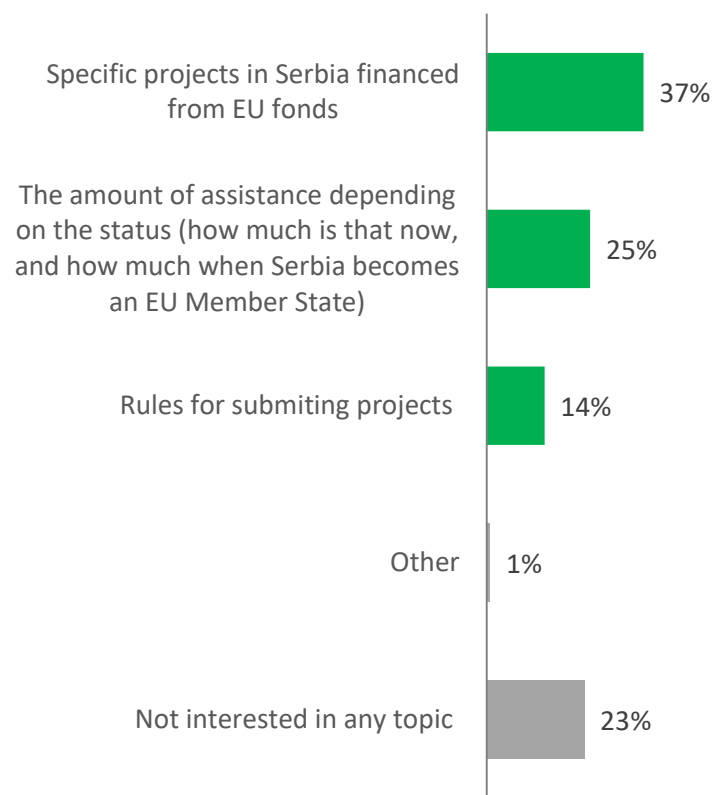 Specific projects in Serbia financed
from EU fonds
37%
The amount of assistance depending
on the status (how much is that now,
and how much when Serbia becomes
an EU Member State)
25%
Rules for submiting projects
14%
Other
1%
Not interested in any topic
23%